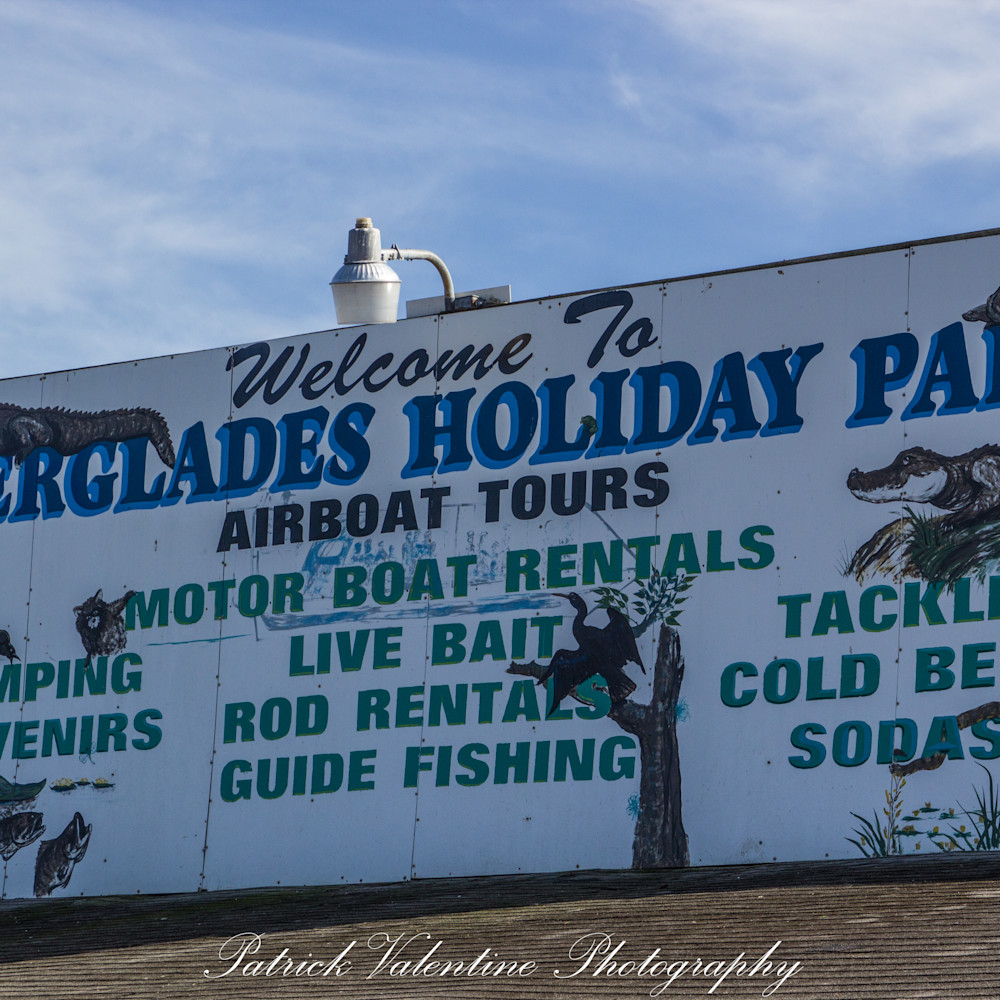 Welcome To
ERGLADES HOLIDAY PA
AIRBOAT TOURS
MOTOR BOAT RENTALS
LIVE BAIT
ROD RENTALS
GUIDE FISHING
MPING
VENIRS
TACKL
COLD BE
SODAS
Patrick Valentine Photography